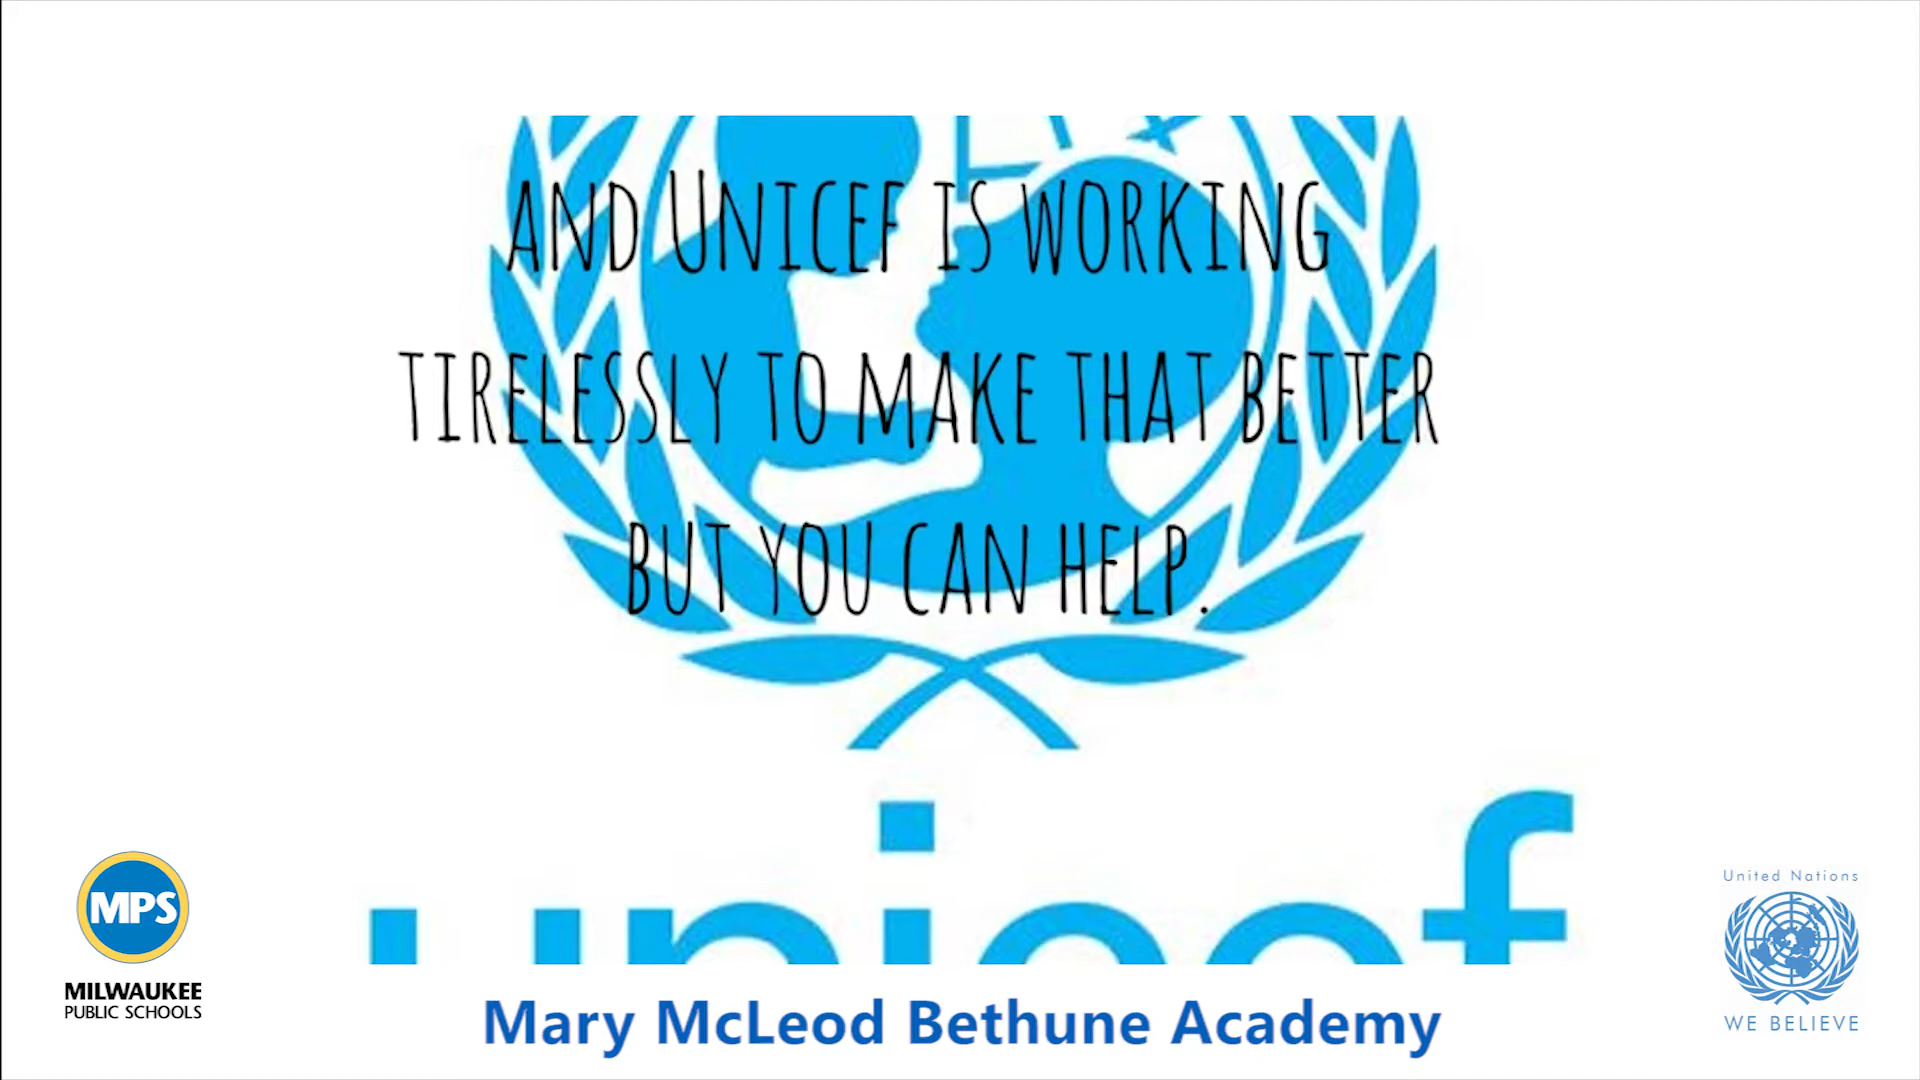 AND UNICEF IS WORKING
TIRELESSLY TO MAKE THAT BETTER
BUT YOU CAN HELP.
unicef
MPS
MILWAUKEE
PUBLIC SCHOOLS
Mary McLeod Bethune Academy
United Nations
WE BELIEVE